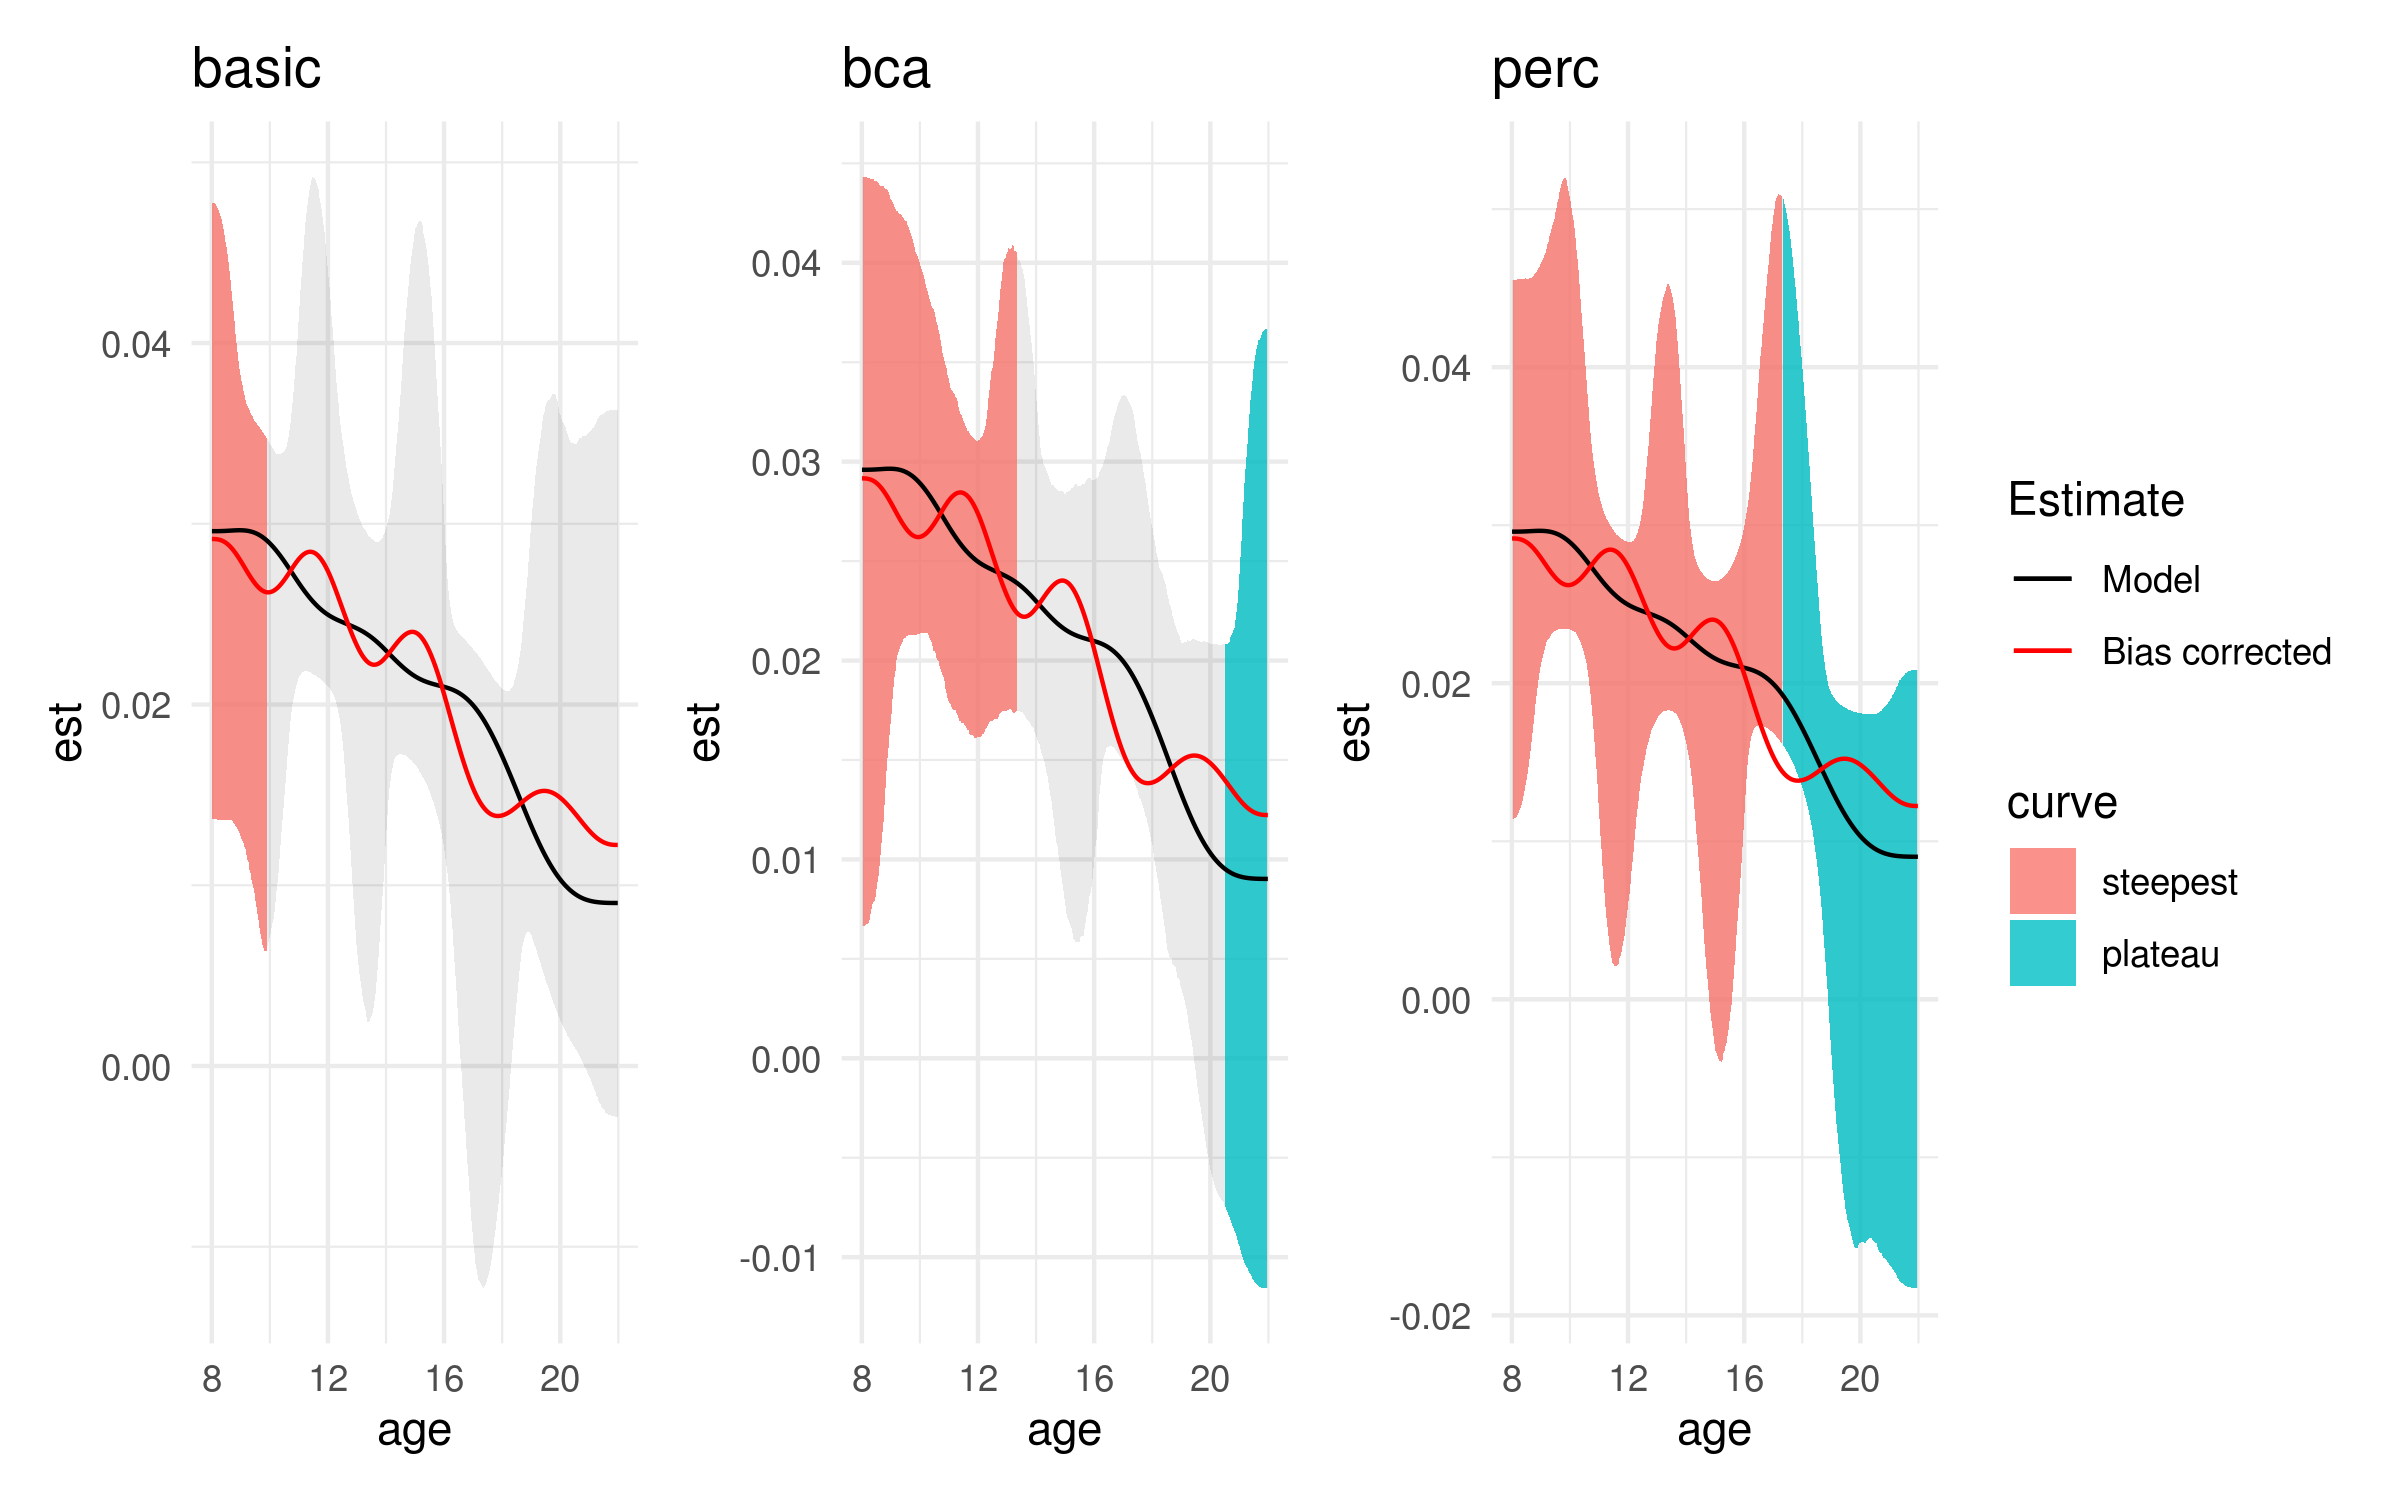 basic
bca
perc
0.04
0.02
0.00
est
8 12 16 20
age
0.04
0.03
0.02
0.01
0.00
-0.01
est
8 12 16 20
age
0.04
0.02
0.00
-0.02
est
8 12 16 20
age
Estimate
Model
Bias corrected
curve
steepest
plateau